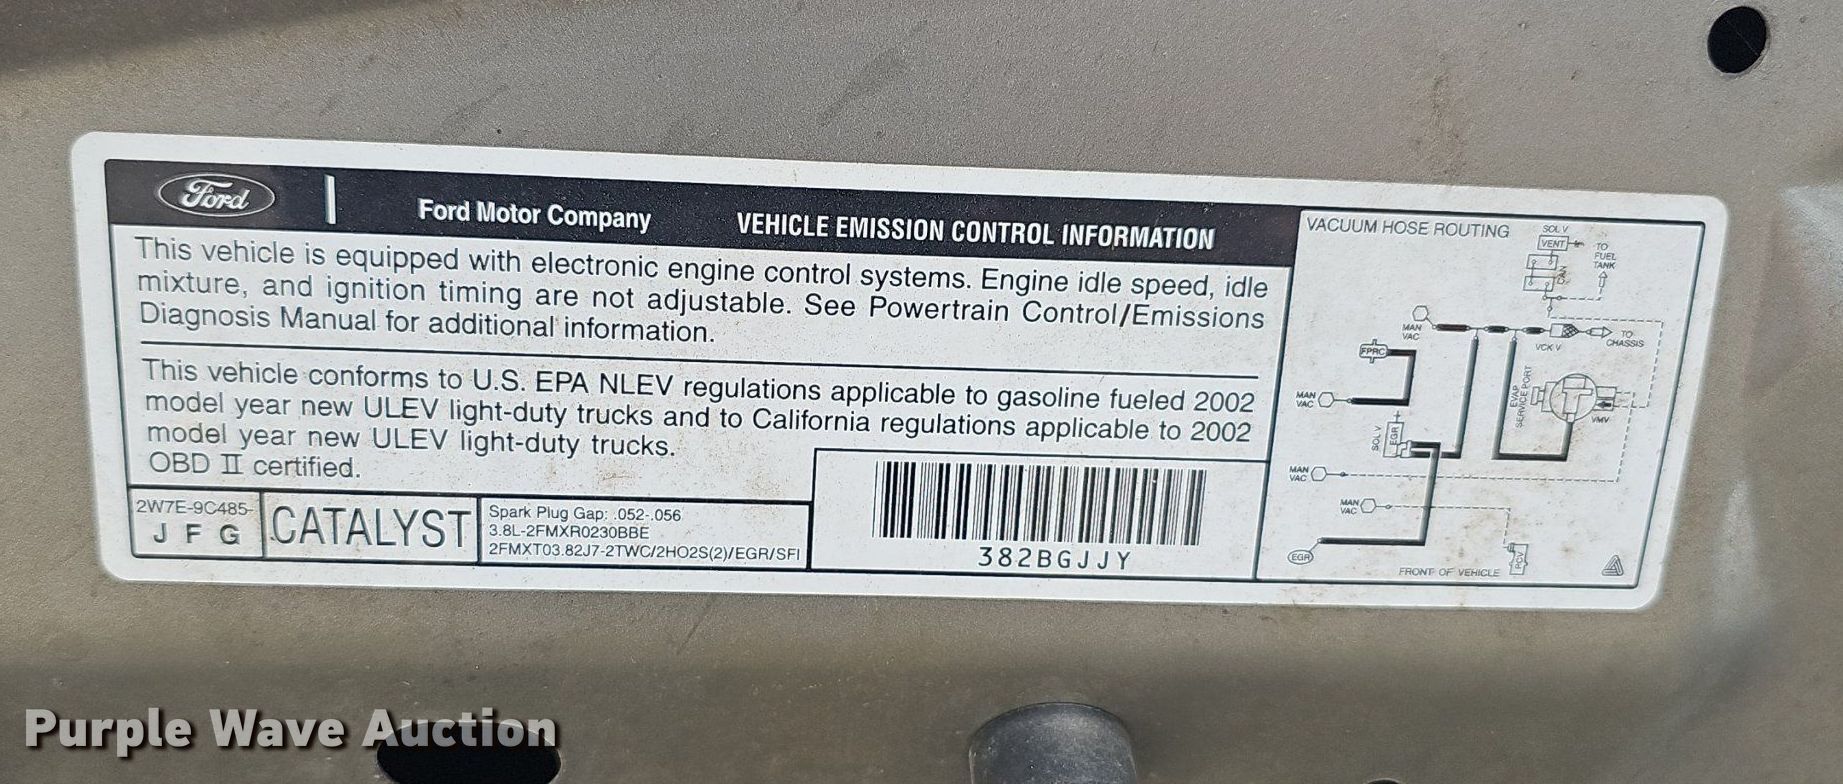 Ford
Ford Motor Company
VEHICLE EMISSION CONTROL INFORMATION
This vehicle is equipped with electronic engine control systems. Engine idle speed, idle
mixture, and ignition timing are not adjustable. See Powertrain Control/Emissions
Diagnosis Manual for additional information.
This vehicle conforms to U.S. EPA NLEV regulations applicable to gasoline fueled 2002
model year new ULEV light-duty trucks and to California regulations applicable to 2002
model year new ULEV light-duty trucks.
OBD II certified.
2W7E-9C485-
J F G
CATALYST
Spark Plug Gap: .052-.056
3.8L-2FMXR0230BBE
2FMXT03.82J7-2TWC/2HO2S(2)/EGR/SFI
382BGJJY
VACUUM HOSE ROUTING
SOL V
VENT
TO
FUEL
TANK
CAN
MAN
VAC
VCK V
TO
CHASSIS
FPRC
MAN
VAC
EVAP
SERVICE PORT
VMV
SOL V
EGR
MAN
VAC
MAN
VAC
EGR
PCV
FRONT OF VEHICLE
Purple Wave Auction